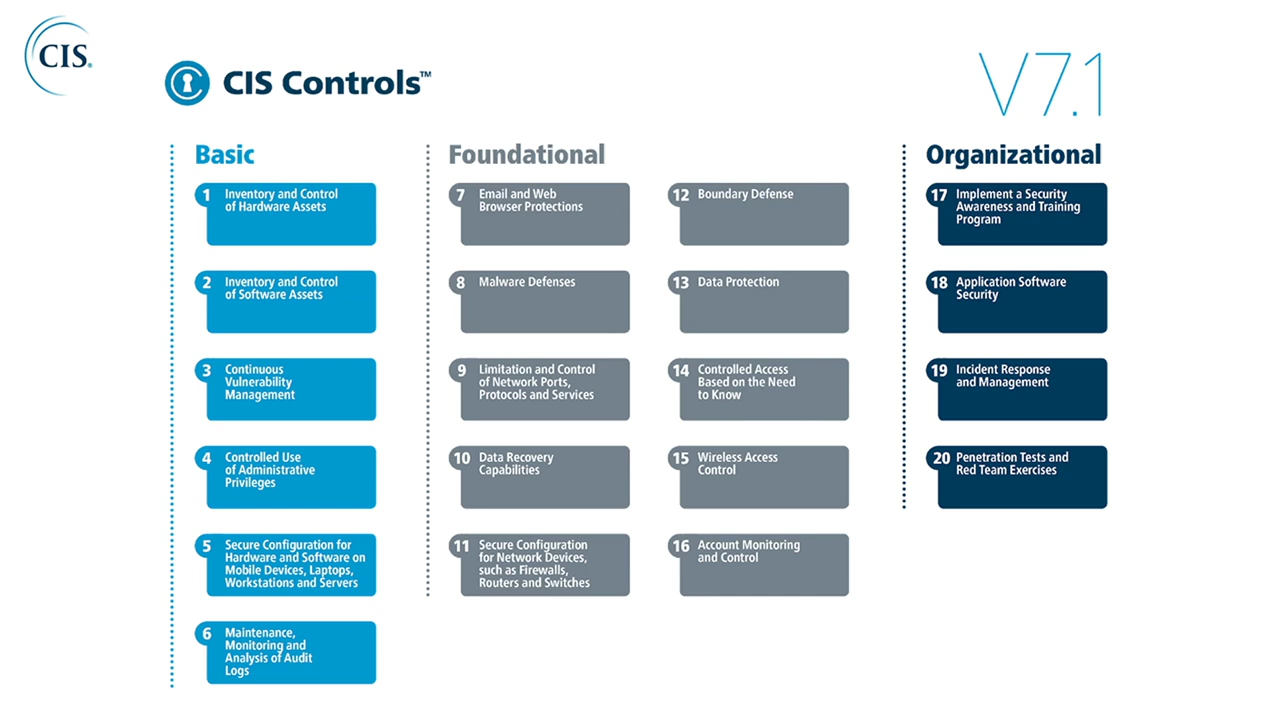 CIS.
CIS Controls™
V7.1
Basic
1 Inventory and Control
of Hardware Assets
2 Inventory and Control
of Software Assets
3 Continuous
Vulnerability
Management
4 Controlled Use
of Administrative
Privileges
5 Secure Configuration for
Hardware and Software on
Mobile Devices, Laptops,
Workstations and Servers
6 Maintenance,
Monitoring and
Analysis of Audit
Logs
Foundational
7 Email and Web
Browser Protections
8 Malware Defenses
9 Limitation and Control
of Network Ports,
Protocols and Services
10 Data Recovery
Capabilities
11 Secure Configuration
for Network Devices,
such as Firewalls,
Routers and Switches
12 Boundary Defense
13 Data Protection
14 Controlled Access
Based on the Need
to Know
15 Wireless Access
Control
16 Account Monitoring
and Control
Organizational
17 Implement a Security
Awareness and Training
Program
18 Application Software
Security
19 Incident Response
and Management
20 Penetration Tests and
Red Team Exercises